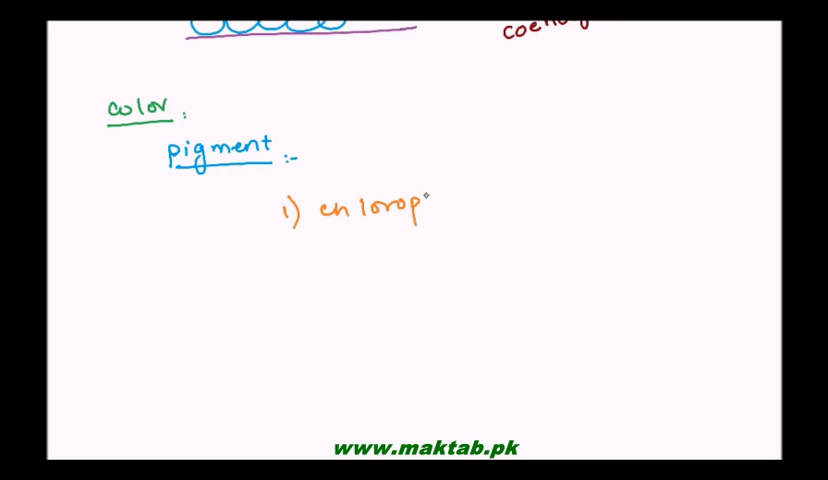 color :
pigment :-
1) chlorop
www.maktab.pk